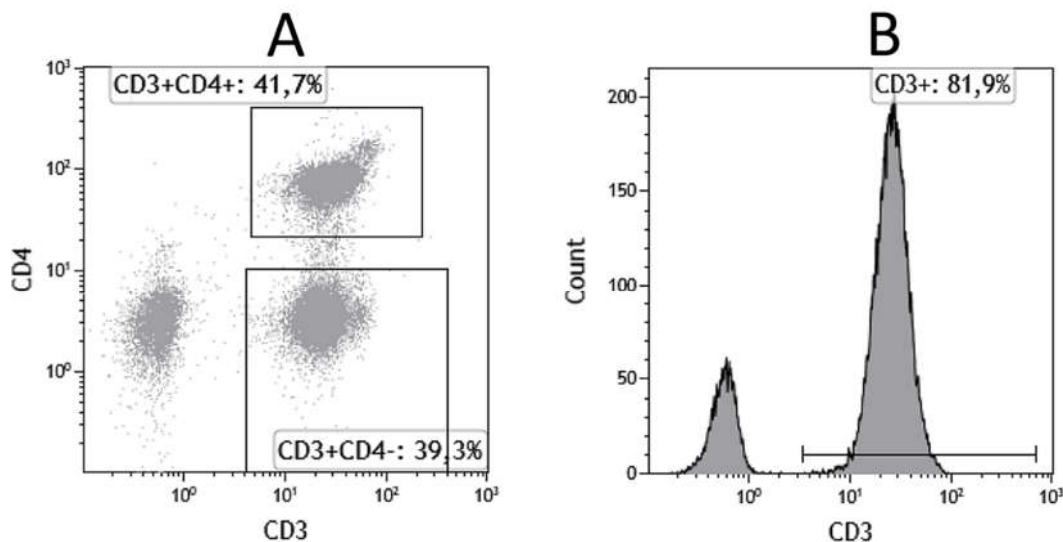 A
B
10³
CD3+CD4+: 41,7%
10²
CD4
10¹
10⁰
CD3+CD4-: 39,3%
10⁰ 10¹ 10² 10³
CD3
CD3+: 81,9%
200
150
Count
100
50
0
10⁰ 10¹ 10² 10³
CD3